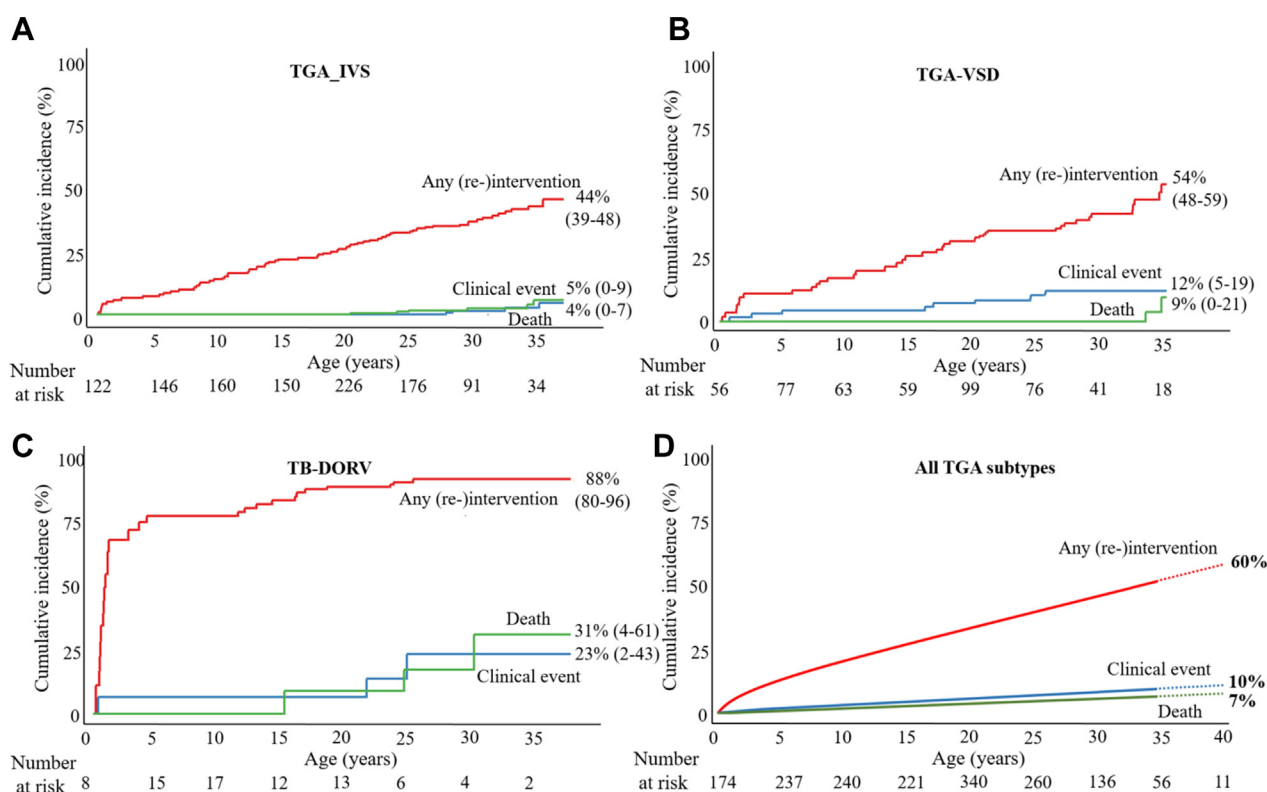 A
TGA_IVS
Cumulative incidence (%)
100
75
50
25
0
Any (re-)intervention
44%
(39-48)
Clinical event
5% (0-9)
4% (0-7)
Death
0 5 10 15 20 25 30 35
Age (years)
Number
at risk
122 146 160 150 226 176 91 34
B
TGA-VSD
Cumulative incidence (%)
100
75
50
25
0
Any (re-)intervention
54%
(48-59)
Clinical event
12% (5-19)
Death
9% (0-21)
0 5 10 15 20 25 30 35
Age (years)
Number
at risk
56 77 63 59 99 76 41 18
C
TB-DORV
Cumulative incidence (%)
100
75
50
25
0
88%
Any (re-)intervention
(80-96)
Death
31% (4-61)
23% (2-43)
Clinical event
0 5 10 15 20 25 30 35
Age (years)
Number
at risk
8 15 17 12 13 6 4 2
D
All TGA subtypes
Cumulative incidence (%)
100
75
50
25
0
Any (re-)intervention
60%
Clinical event
10%
7%
Death
0 5 10 15 20 25 30 35 40
Age (years)
Number
at risk
174 237 240 221 340 260 136 56 11